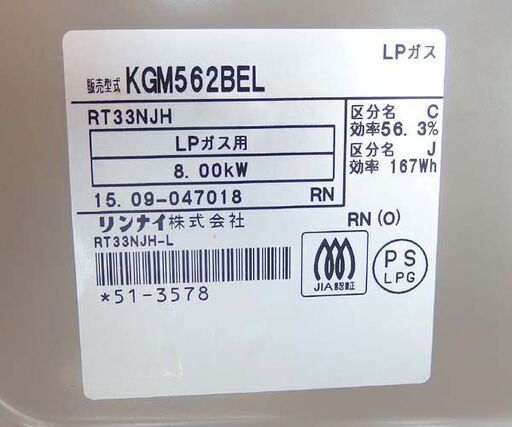 LPガス
販売型式 KGM562BEL
RT33NJH
LPガス用
8.00kW
15.09-047018 RN
区分名 C
効率56.3%
区分名 J
効率 167Wh
リンナイ株式会社
RN(O)
RT33NJH-L
*51-3578
JIA認証
PS
LPG